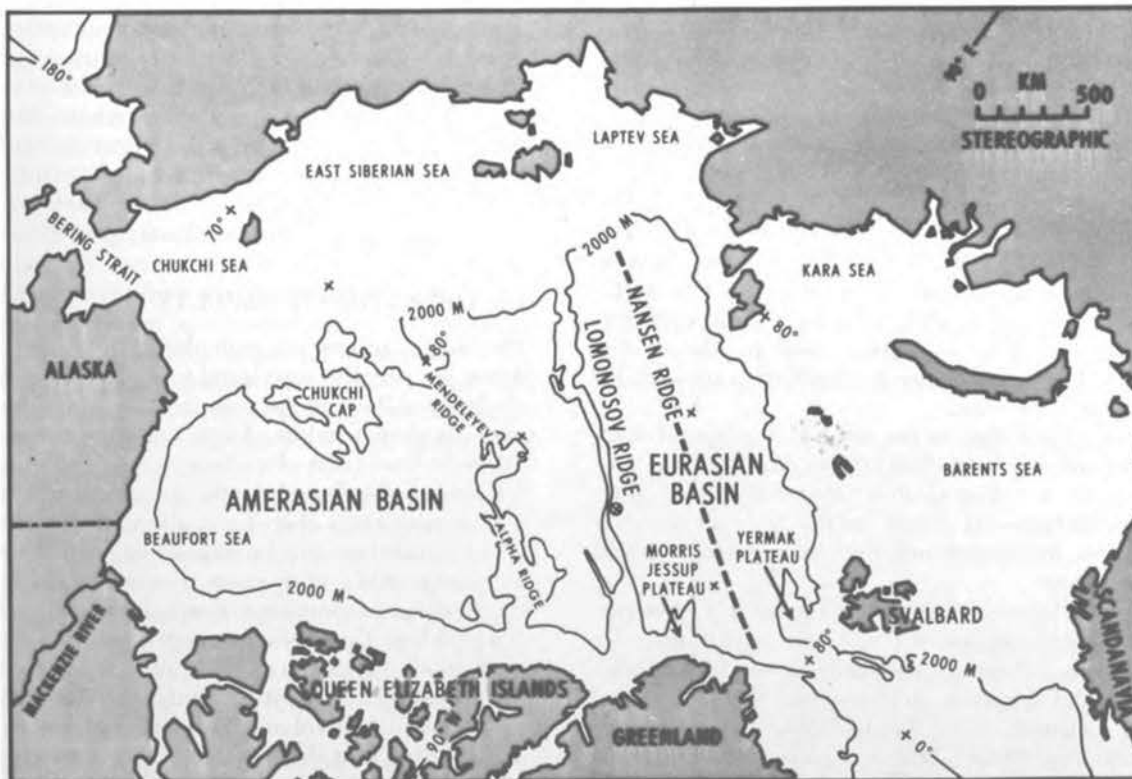 180°
90° E
0 KM 500
STEREOGRAPHIC
LAPTEV SEA
EAST SIBERIAN SEA
BERING STRAIT
70°
CHUKCHI SEA
2000 M
KARA SEA
2000 M
80°
80°
NANSEN RIDGE
LOMONOSOV RIDGE
ALASKA
CHUKCHI
CAP
MENDELEYEV
RIDGE
AMERASIAN BASIN
EURASIAN
BASIN
BARENTS SEA
BEAUFORT SEA
ALPHA RIDGE
MORRIS
JESSUP
PLATEAU
YERMAK
PLATEAU
2000 M
SVALBARD
SCANDANAVIA
MACKENZIE RIVER
80°
2000 M
QUEEN ELIZABETH ISLANDS
90°
GREENLAND
0°